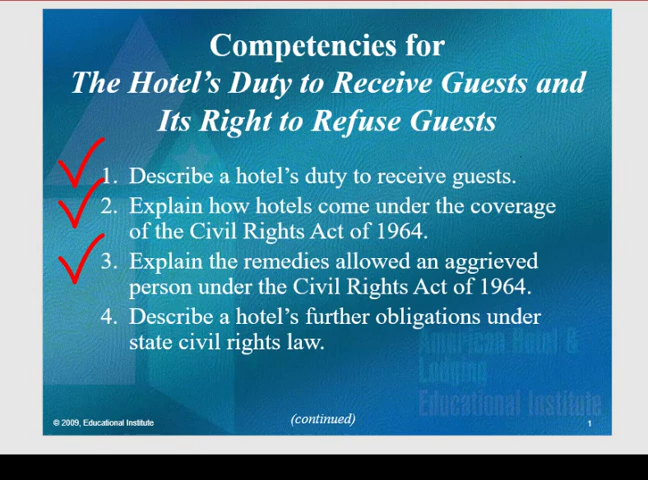 Competencies for
The Hotel's Duty to Receive Guests and
Its Right to Refuse Guests
1. Describe a hotel's duty to receive guests.
2. Explain how hotels come under the coverage
of the Civil Rights Act of 1964.
3. Explain the remedies allowed an aggrieved
person under the Civil Rights Act of 1964.
4. Describe a hotel's further obligations under
state civil rights law.
American Hotel &
Lodging
Educational Institute
© 2009, Educational Institute
(continued)
1